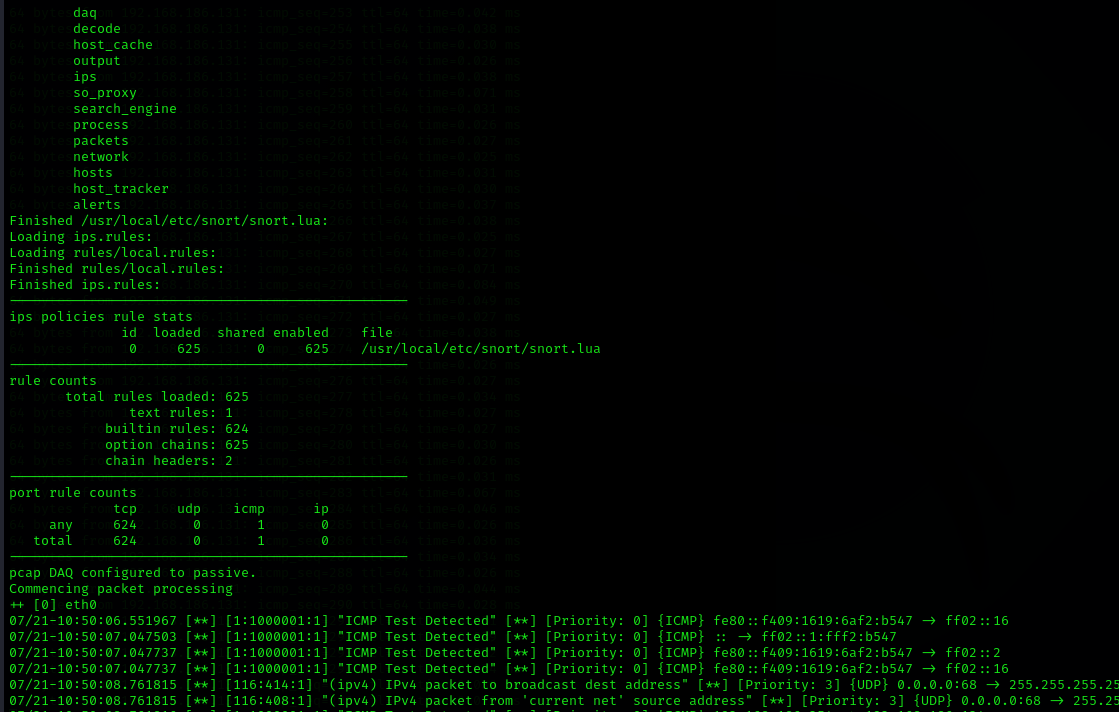 daq
decode
host_cache
output
ips
so_proxy
search_engine
process
packets
network
hosts
host_tracker
alerts
Finished /usr/local/etc/snort/snort.lua:
Loading ips.rules:
Loading rules/local.rules:
Finished rules/local.rules:
Finished ips.rules:
ips policies rule stats
id loaded shared enabled file
0 625 0 625 /usr/local/etc/snort/snort.lua
rule counts
total rules loaded: 625
text rules: 1
builtin rules: 624
option chains: 625
chain headers: 2
port rule counts
tcp udp icmp ip
any 624 0 1 0
total 624 0 1 0
pcap DAQ configured to passive.
Commencing packet processing
++ [0] eth0
07/21-10:50:06.551967 [**] [1:1000001:1] "ICMP Test Detected" [**] [Priority: 0] {ICMP} fe80::f409:1619:6af2:b547 -> ff02::16
07/21-10:50:07.047503 [**] [1:1000001:1] "ICMP Test Detected" [**] [Priority: 0] {ICMP} :: -> ff02::1:fff2:b547
07/21-10:50:07.047737 [**] [1:1000001:1] "ICMP Test Detected" [**] [Priority: 0] {ICMP} fe80::f409:1619:6af2:b547 -> ff02::2
07/21-10:50:07.047737 [**] [1:1000001:1] "ICMP Test Detected" [**] [Priority: 0] {ICMP} fe80::f409:1619:6af2:b547 -> ff02::16
07/21-10:50:08.761815 [**] [116:414:1] "(ipv4) IPv4 packet to broadcast dest address" [**] [Priority: 3] {UDP} 0.0.0.0:68 -> 255.255.255.25
07/21-10:50:08.761815 [**] [116:408:1] "(ipv4) IPv4 packet from 'current net' source address" [**] [Priority: 3] {UDP} 0.0.0.0:68 -> 255.25